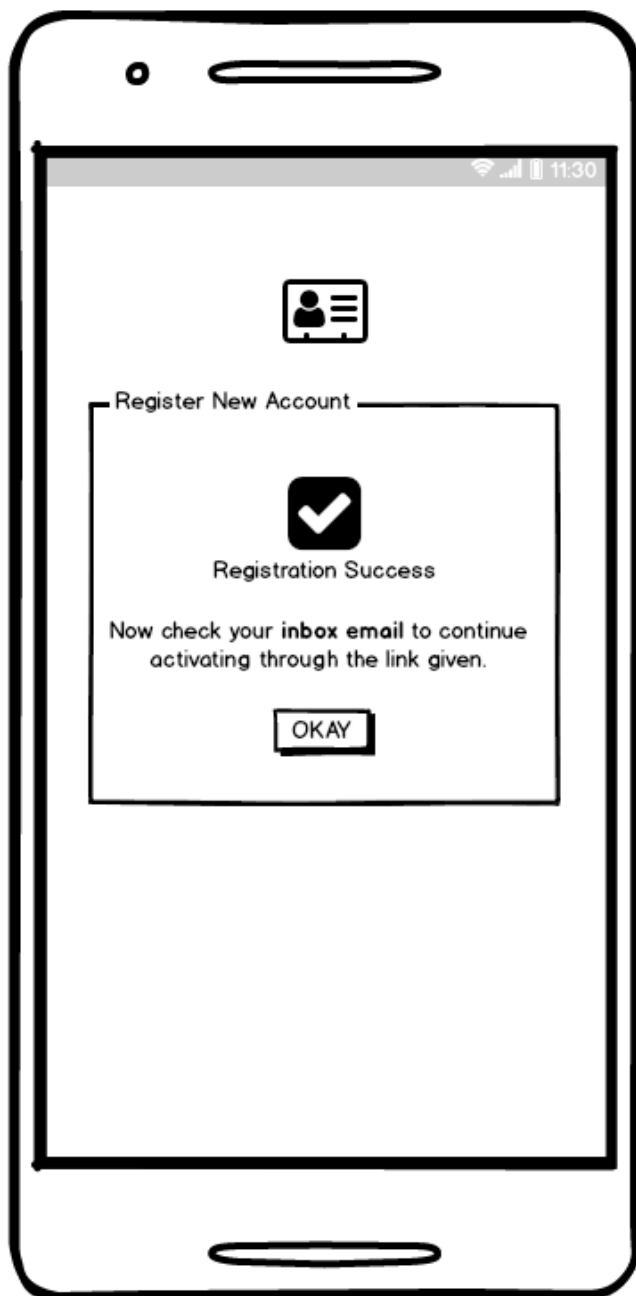 11:30
Register New Account
Registration Success
Now check your inbox email to continue
activating through the link given.
OKAY